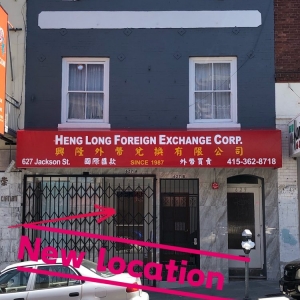 HENG LONG FOREIGN EXCHANGE CORP.
興隆外幣兌換有限公司
627 Jackson St. 國際匯款 SINCE 1987 外幣買賣 415-362-8718
New location